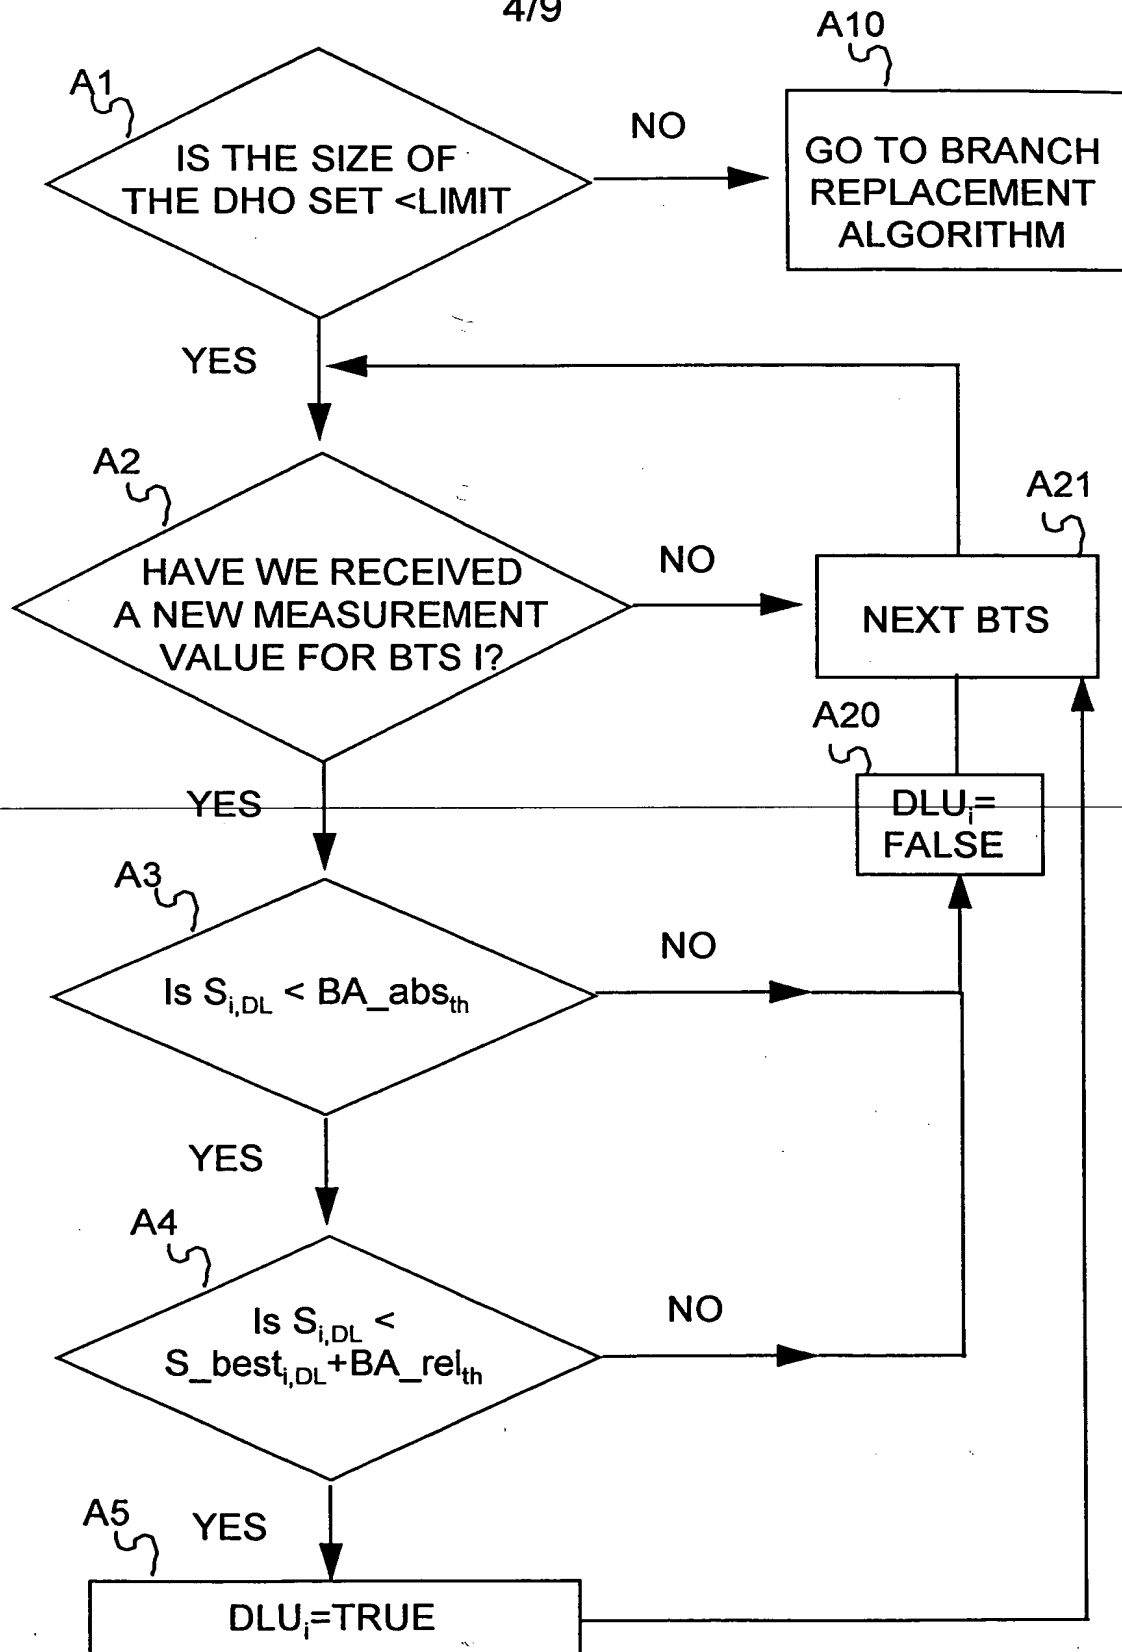 4/9
A10
A1
IS THE SIZE OF
THE DHO SET <LIMIT
NO
GO TO BRANCH
REPLACEMENT
ALGORITHM
YES
A2
A21
HAVE WE RECEIVED
A NEW MEASUREMENT
VALUE FOR BTS I?
NO
NEXT BTS
A20
YES
DLUi=
FALSE
A3
Is Si,DL < BA_absth
NO
YES
A4
Is Si,DL <
S_besti,DL+BA_relth
NO
A5
YES
DLUi=TRUE